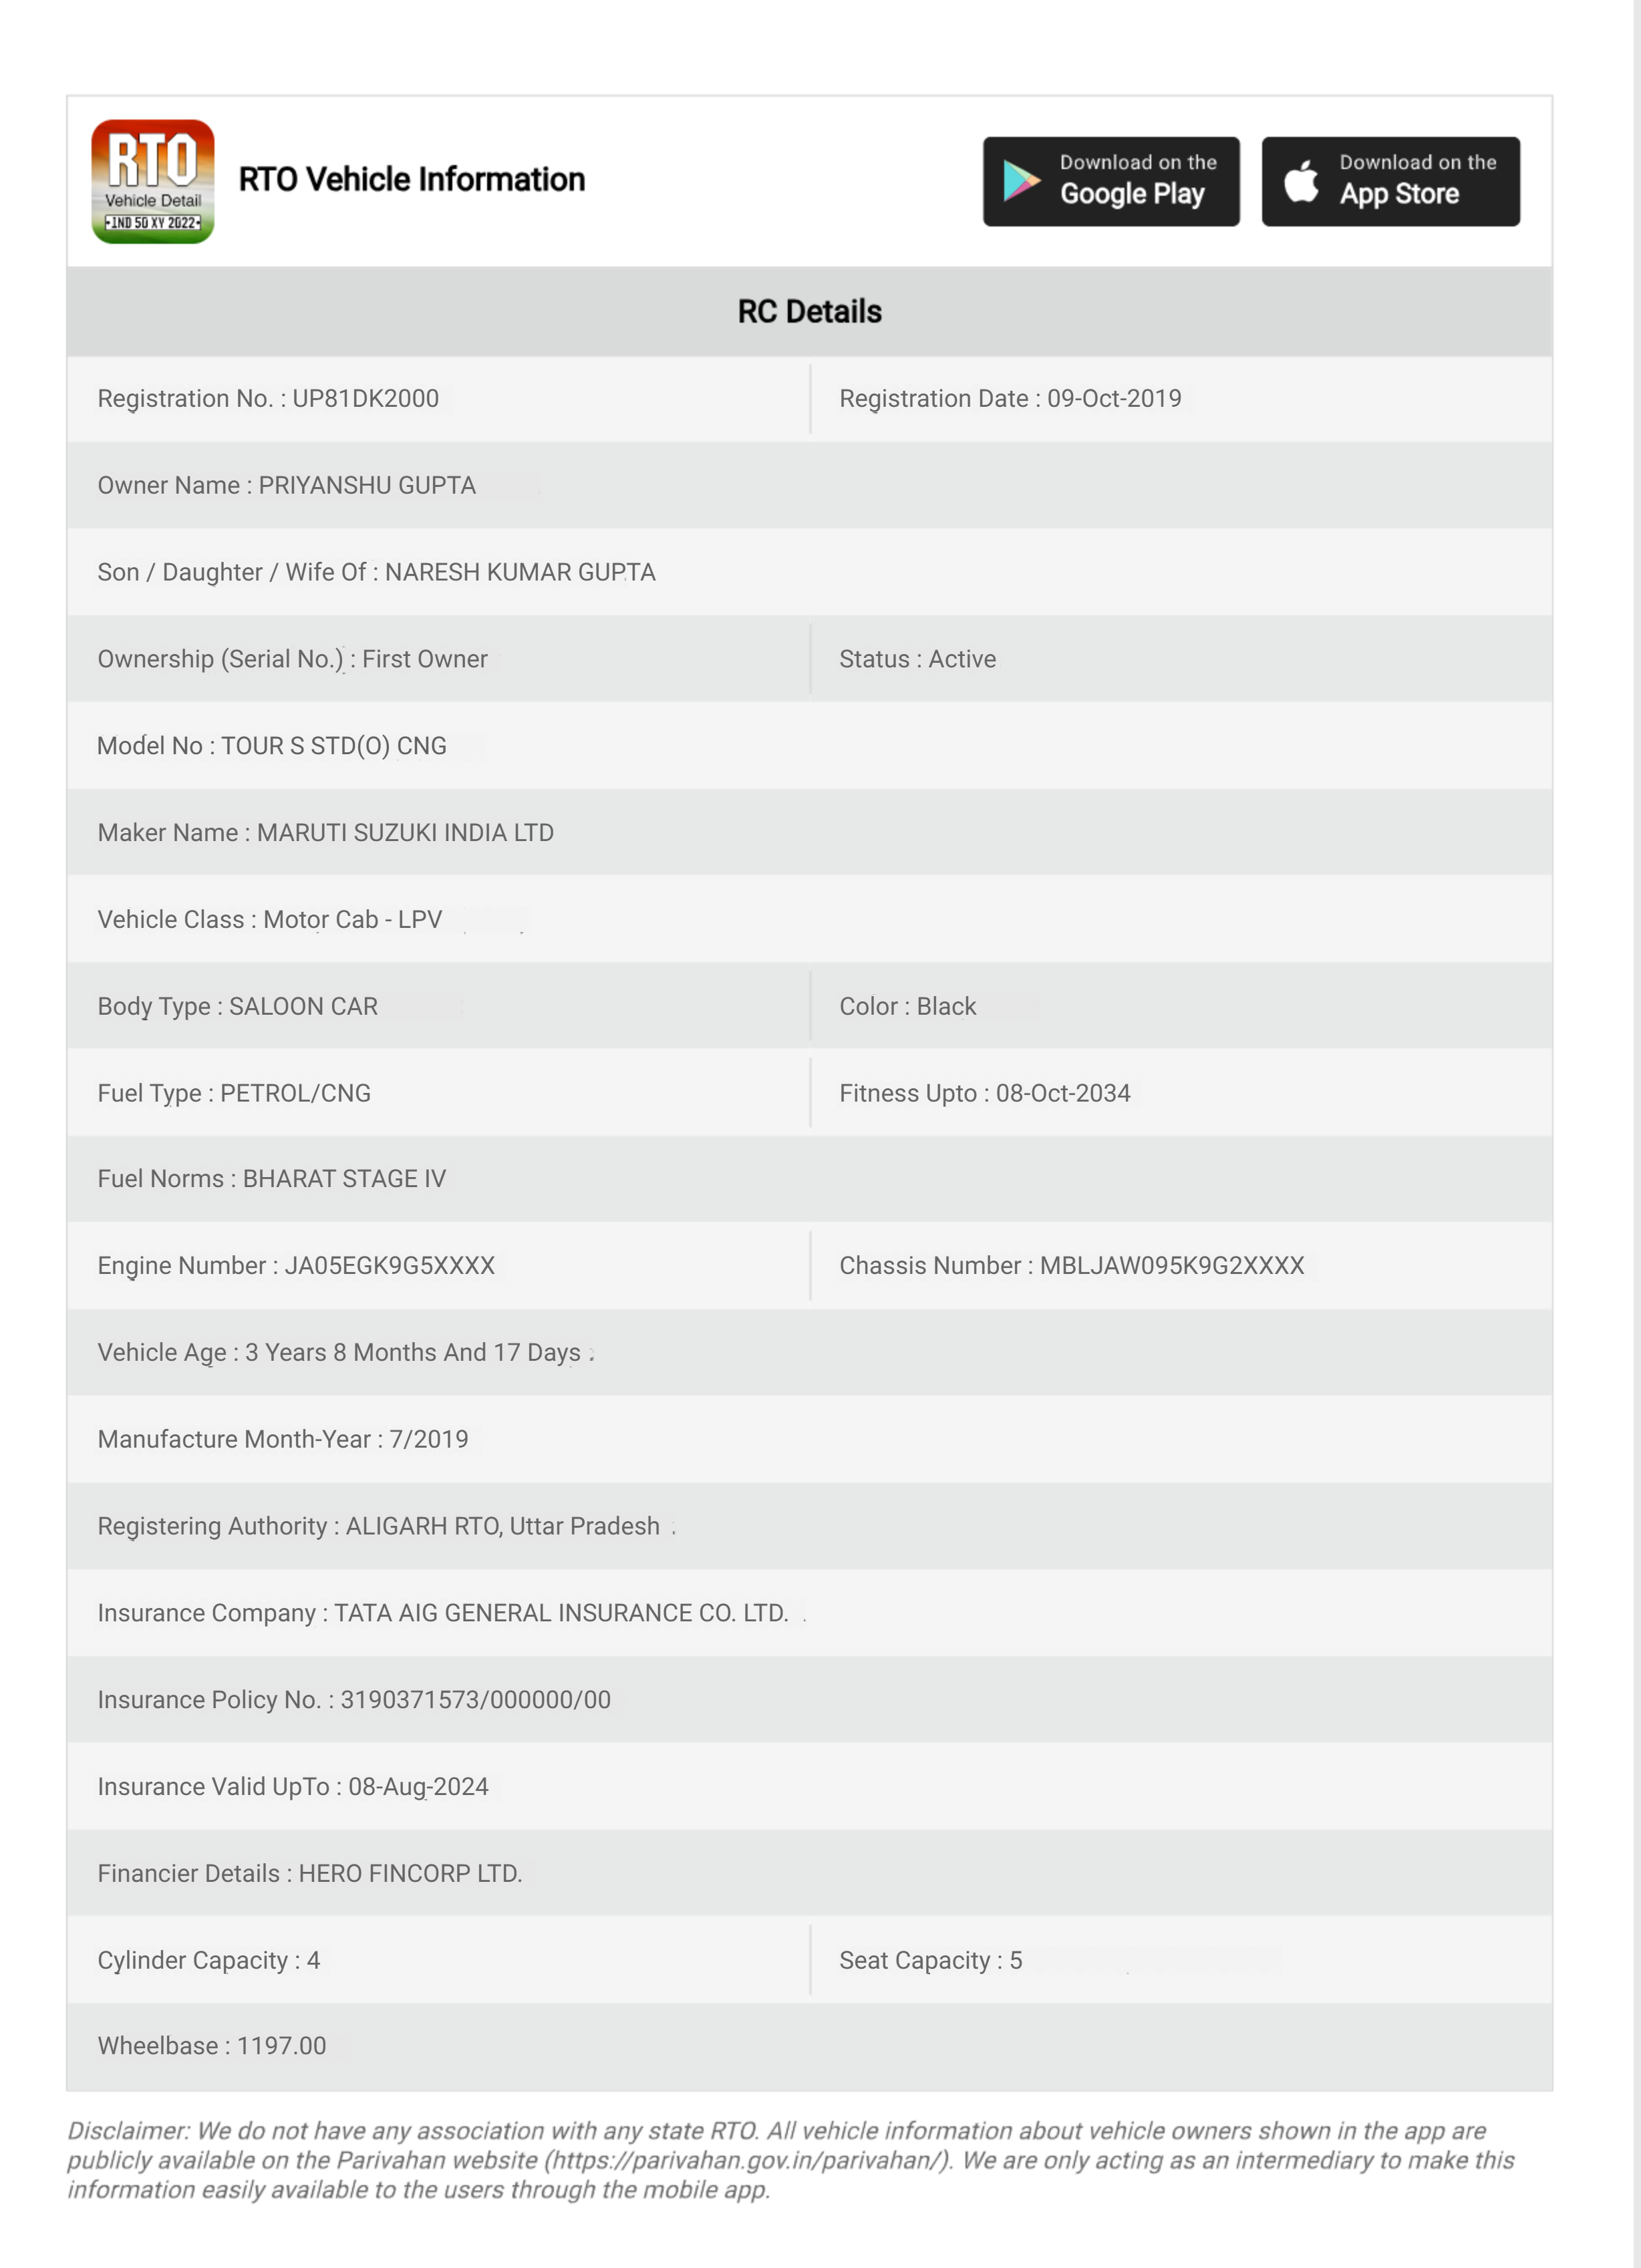 RTO
Vehicle Detail
IND 50 XY 2022
RTO Vehicle Information
Download on the
Google Play
Download on the
App Store
RC Details
Registration No. : UP81DK2000
Registration Date : 09-Oct-2019
Owner Name : PRIYANSHU GUPTA
Son / Daughter / Wife Of : NARESH KUMAR GUPTA
Ownership (Serial No.) : First Owner
Status : Active
Model No : TOUR S STD(O) CNG
Maker Name : MARUTI SUZUKI INDIA LTD
Vehicle Class : Motor Cab - LPV
Body Type : SALOON CAR
Color : Black
Fuel Type : PETROL/CNG
Fitness Upto : 08-Oct-2034
Fuel Norms : BHARAT STAGE IV
Engine Number : JA05EGK9G5XXXX
Chassis Number : MBLJAW095K9G2XXXX
Vehicle Age : 3 Years 8 Months And 17 Days
Manufacture Month-Year : 7/2019
Registering Authority : ALIGARH RTO, Uttar Pradesh
Insurance Company : TATA AIG GENERAL INSURANCE CO. LTD.
Insurance Policy No. : 3190371573/000000/00
Insurance Valid UpTo : 08-Aug-2024
Financier Details : HERO FINCORP LTD.
Cylinder Capacity : 4
Seat Capacity : 5
Wheelbase : 1197.00
Disclaimer: We do not have any association with any state RTO. All vehicle information about vehicle owners shown in the app are
publicly available on the Parivahan website (https://parivahan.gov.in/parivahan/). We are only acting as an intermediary to make this
information easily available to the users through the mobile app.